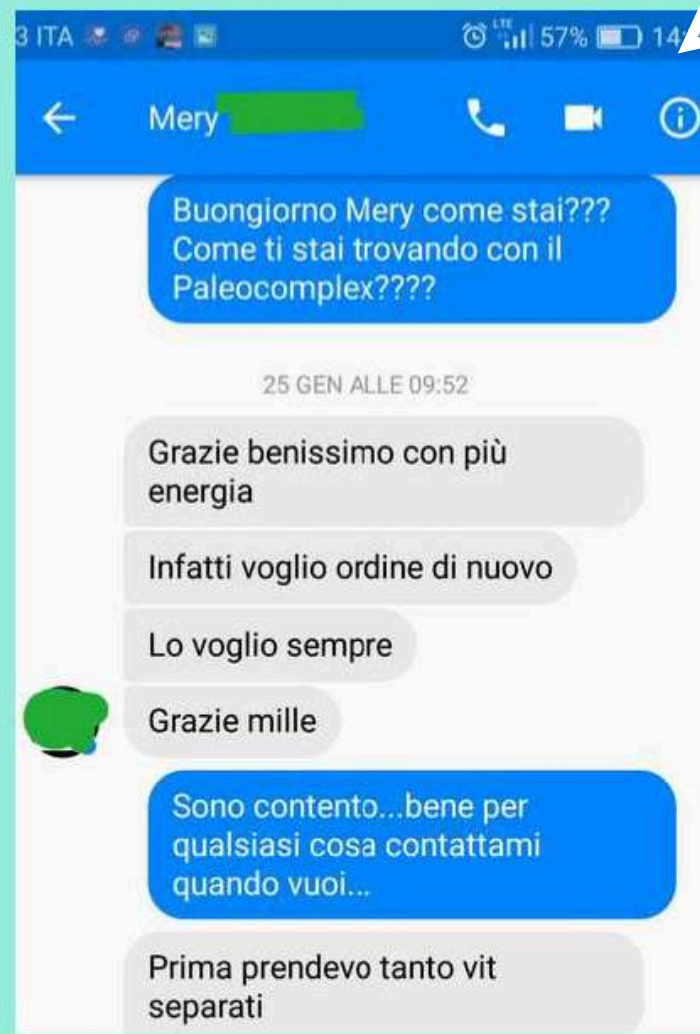 3 ITA LTE 57% 14
Mery
Buongiorno Mery come stai???
Come ti stai trovando con il
Paleocomplex????
25 GEN ALLE 09:52
Grazie benissimo con più
energia
Infatti voglio ordine di nuovo
Lo voglio sempre
Grazie mille
Sono contento...bene per
qualsiasi cosa contattami
quando vuoi...
Prima prendevo tanto vit
separati